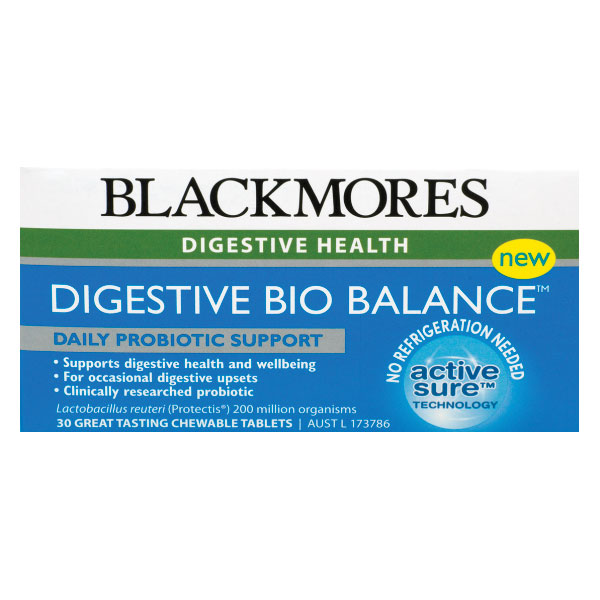 BLACKMORES
DIGESTIVE HEALTH
new
DIGESTIVE BIO BALANCE™
DAILY PROBIOTIC SUPPORT
• Supports digestive health and wellbeing
• For occasional digestive upsets
• Clinically researched probiotic
Lactobacillus reuteri (Protectis®) 200 million organisms
30 GREAT TASTING CHEWABLE TABLETS | AUST L 173786
NO REFRIGERATION NEEDED
active
sure™
TECHNOLOGY